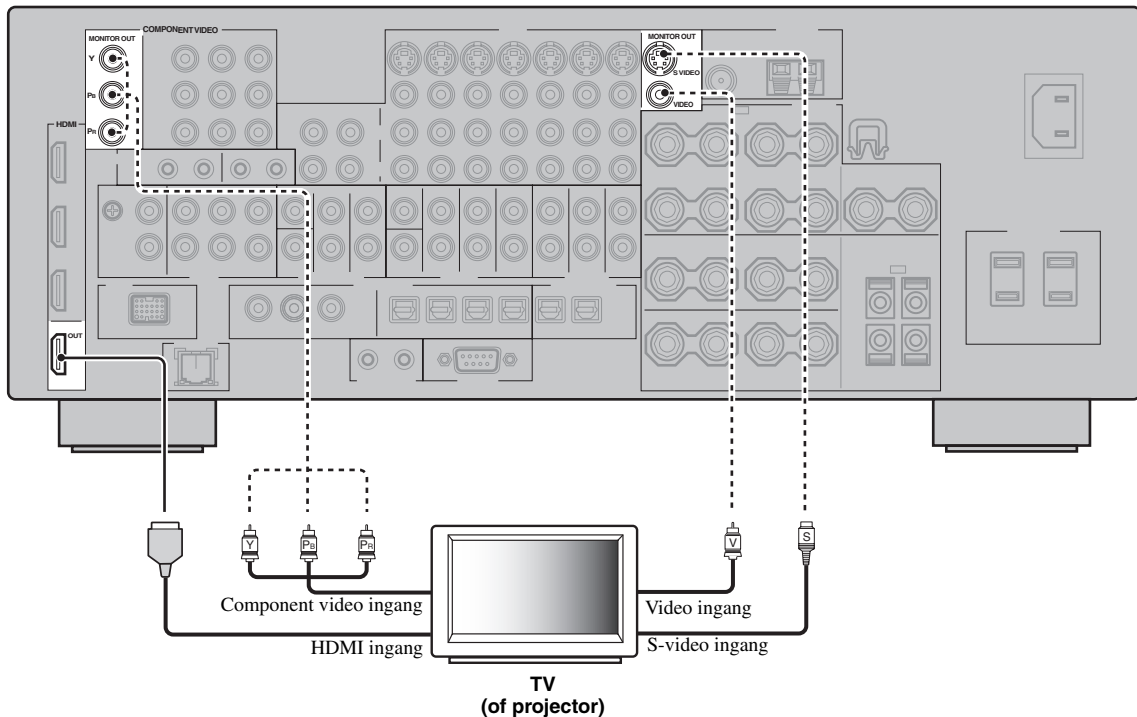 COMPONENT VIDEO
MONITOR OUT
Y
PB
PR
HDMI
OUT
MONITOR OUT
S VIDEO
VIDEO
Y
PB
PR
V
S
Component video ingang
HDMI ingang
Video ingang
S-video ingang
TV
(of projector)